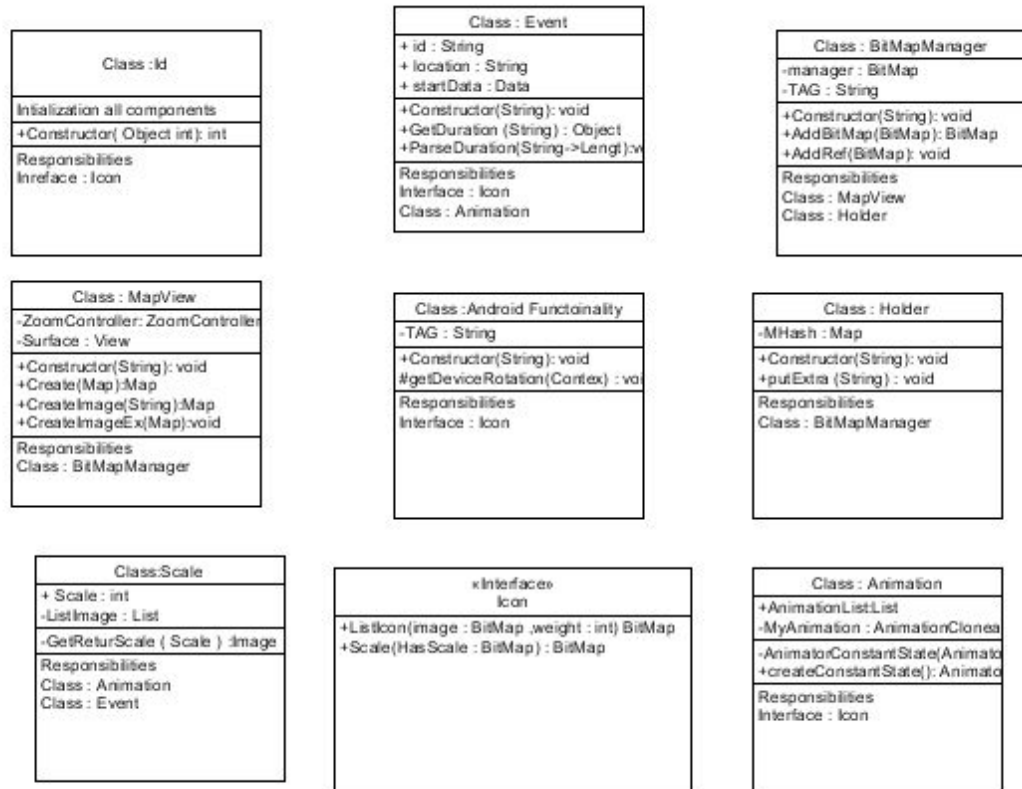 Class :Id
Intialization all components
+Constructor( Object int): int
Responsibilities
Inreface : Icon
Class : Event
+ id : String
+ location : String
+ startData : Data
+Constructor(String): void
+GetDuration (String) : Object
+ParseDuration(String->Lengt):v
Responsibilities
Interface : Icon
Class : Animation
Class : BitMapManager
-manager : BitMap
-TAG : String
+Constructor(String): void
+AddBitMap(BitMap): BitMap
+AddRef(BitMap): void
Responsibilities
Class : MapView
Class : Holder
Class : MapView
-ZoomController: ZoomController
-Surface : View
+Constructor(String): void
+Create(Map):Map
+CreateImage(String):Map
+CreateImageEx(Map):void
Responsibilities
Class : BitMapManager
Class :Android Functoinality
-TAG : String
+Constructor(String): void
#getDeviceRotation(Contex) : voi
Responsibilities
Interface : Icon
Class : Holder
-MHash : Map
+Constructor(String): void
+putExtra (String) : void
Responsibilities
Class : BitMapManager
Class:Scale
+ Scale : int
-ListImage : List
-GetReturScale ( Scale ) :Image
Responsibilities
Class : Animation
Class : Event
«Interface»
Icon
+ListIcon(image : BitMap ,weight : int) BitMap
+Scale(HasScale : BitMap) : BitMap
Class : Animation
+AnimationList:List
-MyAnimation : AnimationClonea
-AnimatorConstantState(Animato
+createConstantState(): Animato
Responsibilities
Interface : Icon